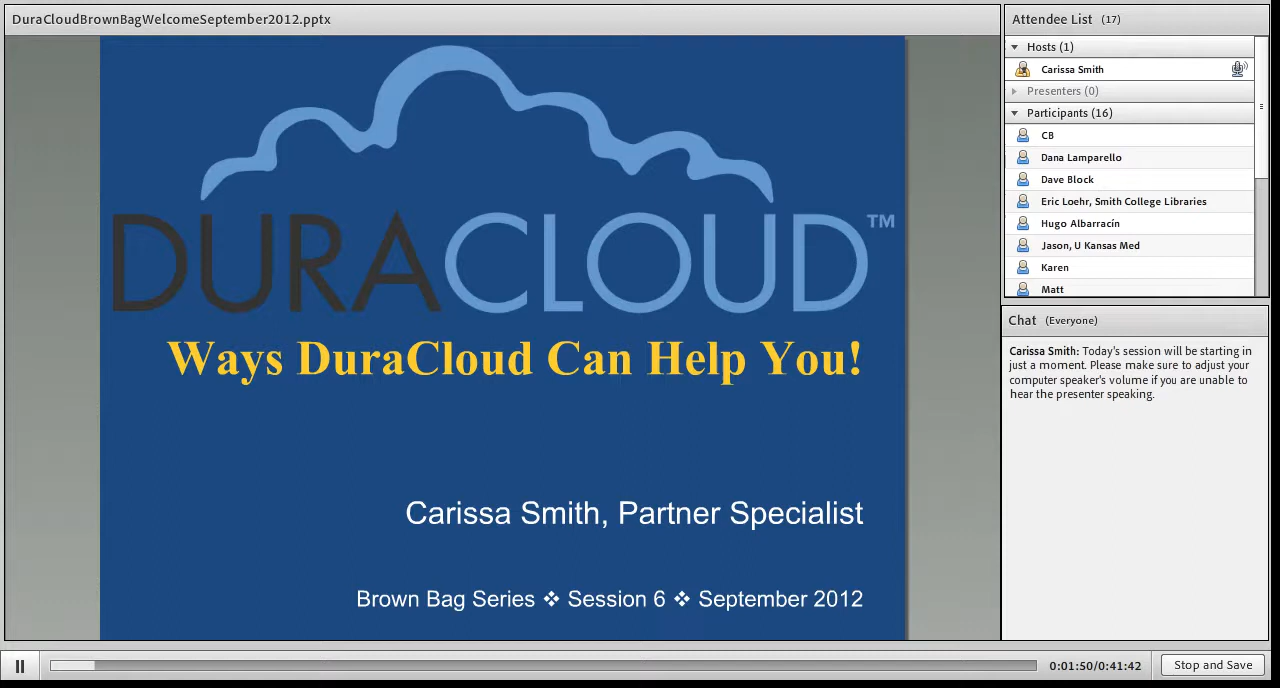 DuraCloudBrownBagWelcomeSeptember2012.pptx
DURACLOUD™
Ways DuraCloud Can Help You!
Carissa Smith, Partner Specialist
Brown Bag Series ❖ Session 6 ❖ September 2012
Attendee List (17)
Hosts (1)
Carissa Smith
Presenters (0)
Participants (16)
CB
Dana Lamparello
Dave Block
Eric Loehr, Smith College Libraries
Hugo Albarracín
Jason, U Kansas Med
Karen
Matt
Chat (Everyone)
Carissa Smith: Today's session will be starting in
just a moment. Please make sure to adjust your
computer speaker's volume if you are unable to
hear the presenter speaking.
0:01:50/0:41:42
Stop and Save